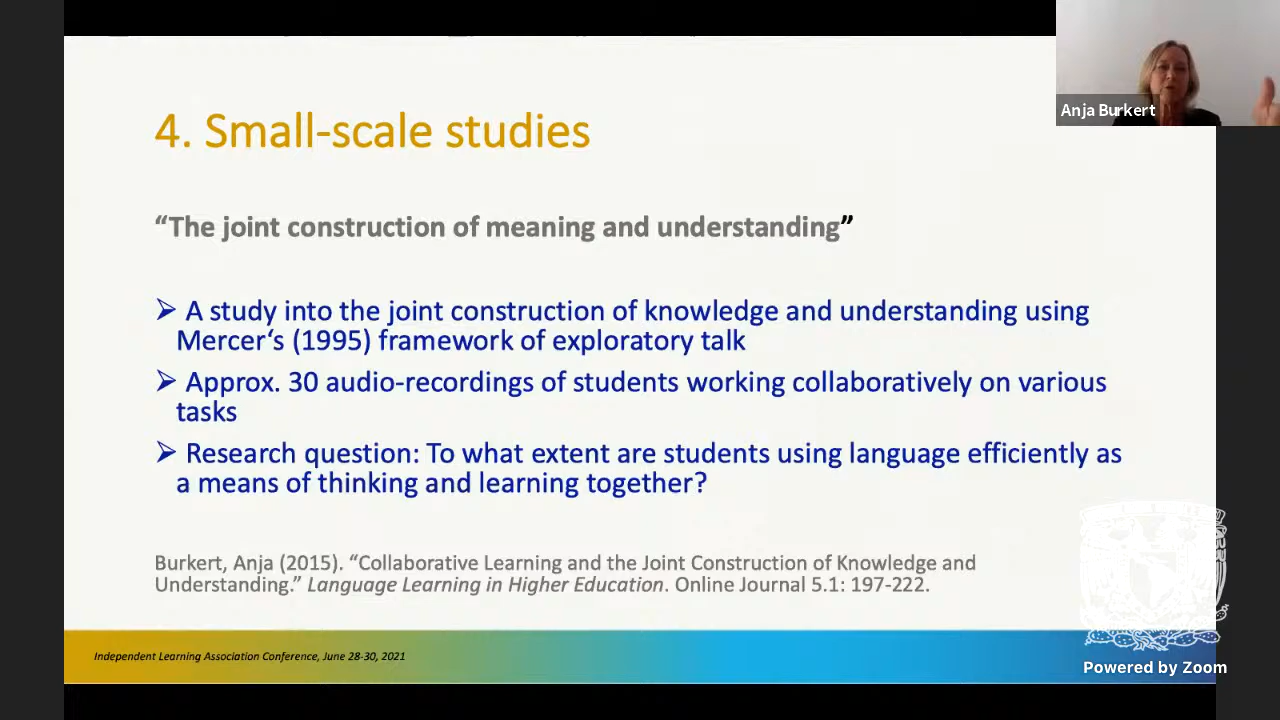 Anja Burkert
4. Small-scale studies
“The joint construction of meaning and understanding”
➢ A study into the joint construction of knowledge and understanding using
Mercer‘s (1995) framework of exploratory talk
➢ Approx. 30 audio-recordings of students working collaboratively on various
tasks
➢ Research question: To what extent are students using language efficiently as
a means of thinking and learning together?
Burkert, Anja (2015). “Collaborative Learning and the Joint Construction of Knowledge and
Understanding.” Language Learning in Higher Education. Online Journal 5.1: 197-222.
Independent Learning Association Conference, June 28-30, 2021
Powered by Zoom